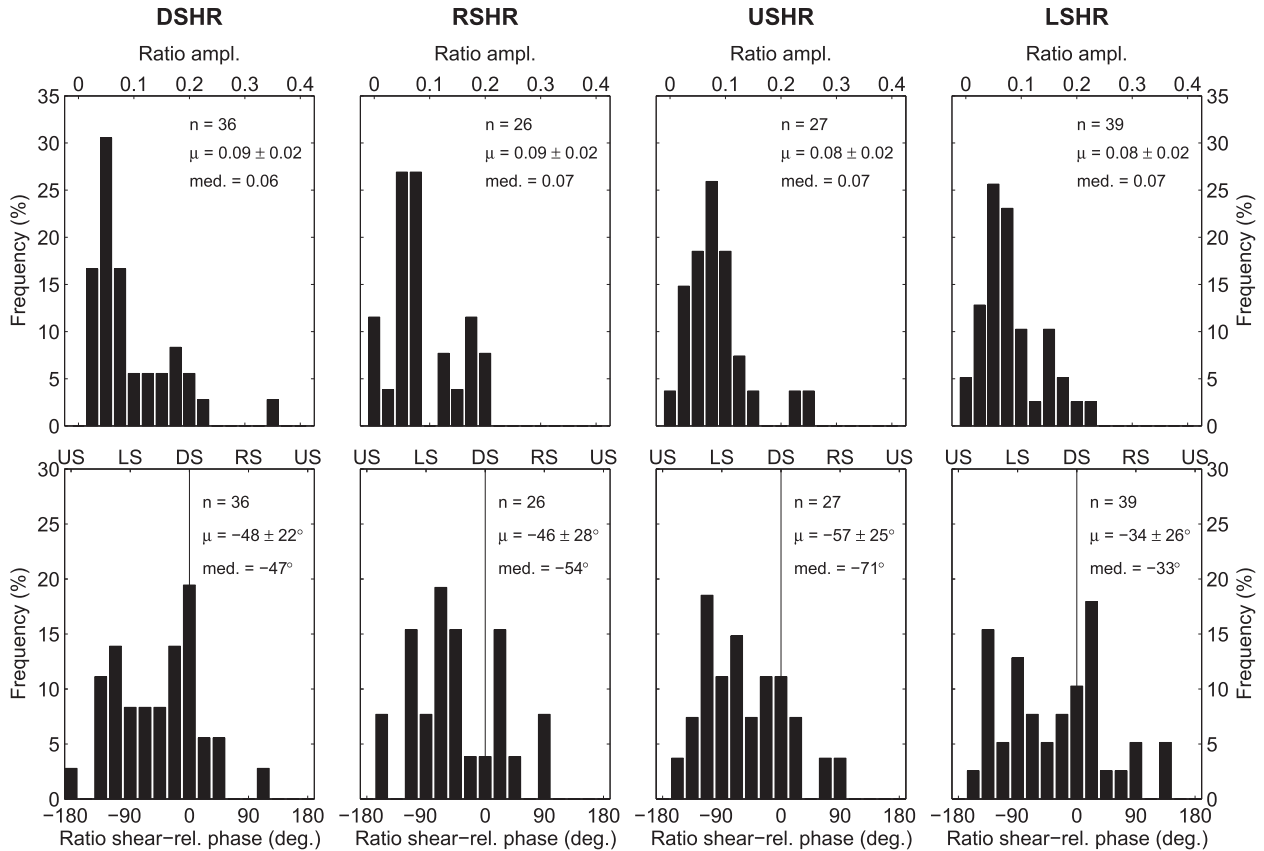 DSHR RSHR USHR LSHR
Ratio ampl. Ratio ampl. Ratio ampl. Ratio ampl.
0 0.1 0.2 0.3 0.4 0 0.1 0.2 0.3 0.4 0 0.1 0.2 0.3 0.4 0 0.1 0.2 0.3 0.4
35 35
n = 36 n = 26 n = 27 n = 39
30 30
μ = 0.09 ± 0.02 μ = 0.09 ± 0.02 μ = 0.08 ± 0.02 μ = 0.08 ± 0.02
med. = 0.06 med. = 0.07 med. = 0.07 med. = 0.07
25 25
20 20
Frequency (%) Frequency (%)
15 15
10 10
5 5
0 0
US LS DS RS US US LS DS RS US US LS DS RS US US LS DS RS US
30 30
n = 36 n = 26 n = 27 n = 39
25 25
μ = −48 ± 22° μ = −46 ± 28° μ = −57 ± 25° μ = −34 ± 26°
med. = −47° med. = −54° med. = −71° med. = −33°
20 20
Frequency (%) Frequency (%)
15 15
10 10
5 5
0 0
−180 −90 0 90 180 −180 −90 0 90 180 −180 −90 0 90 180 −180 −90 0 90 180
Ratio shear−rel. phase (deg.) Ratio shear−rel. phase (deg.) Ratio shear−rel. phase (deg.) Ratio shear−rel. phase (deg.)